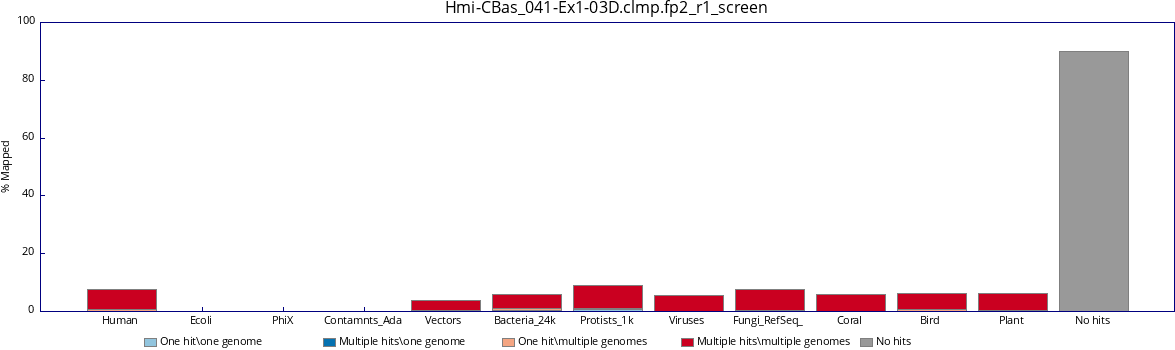 Hmi-CBas_041-Ex1-03D.clmp.fp2_r1_screen
100
80
60
40
20
0
% Mapped
Human Ecoli PhiX Contamnts_Ada Vectors Bacteria_24k Protists_1k Viruses Fungi_RefSeq_ Coral Bird Plant No hits
One hit\one genome Multiple hits\one genome One hit\multiple genomes Multiple hits\multiple genomes No hits